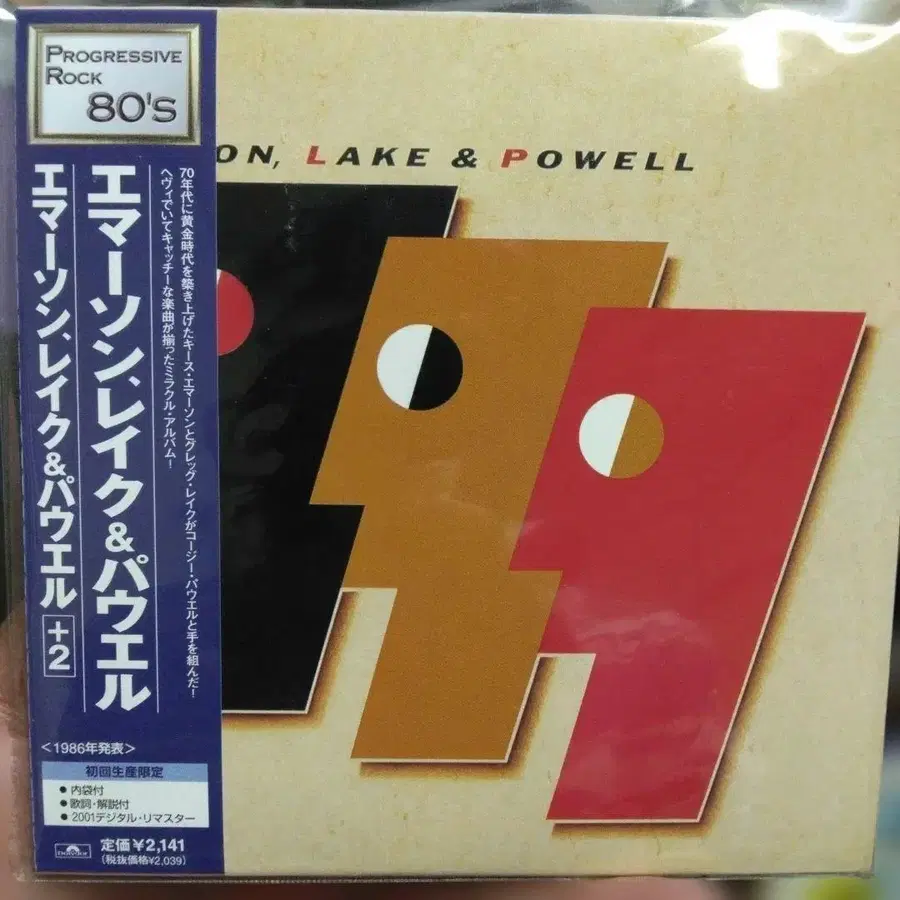 PROGRESSIVE
ROCK
80'S
ON, LAKE & POWELL
70年代に黄金時代を築き上げたキース・エマーソンとグレッグ・レイクがコージー・パウエルと手を組んだ!
ヘヴィでいてキャッチーな楽曲が揃ったミラクル・アルバム!
エマーソン、レイク&パウエル
エマーソン、レイク&パウエル +2
<1986年発表>
初回生産限定
● 内袋付
● 歌詞・解説付
● 2001デジタル・リマスター
Polydor
定価¥2,141
(税抜価格¥2,039)